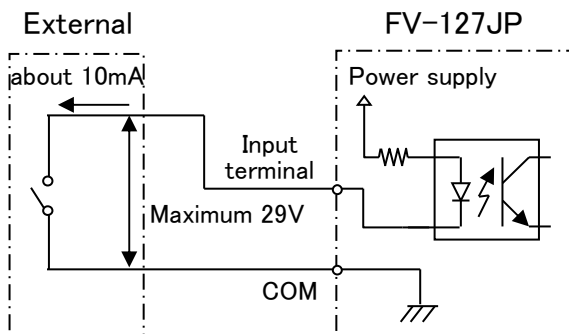 External
FV-127JP
about 10mA
Power supply
Input
terminal
Maximum 29V
COM